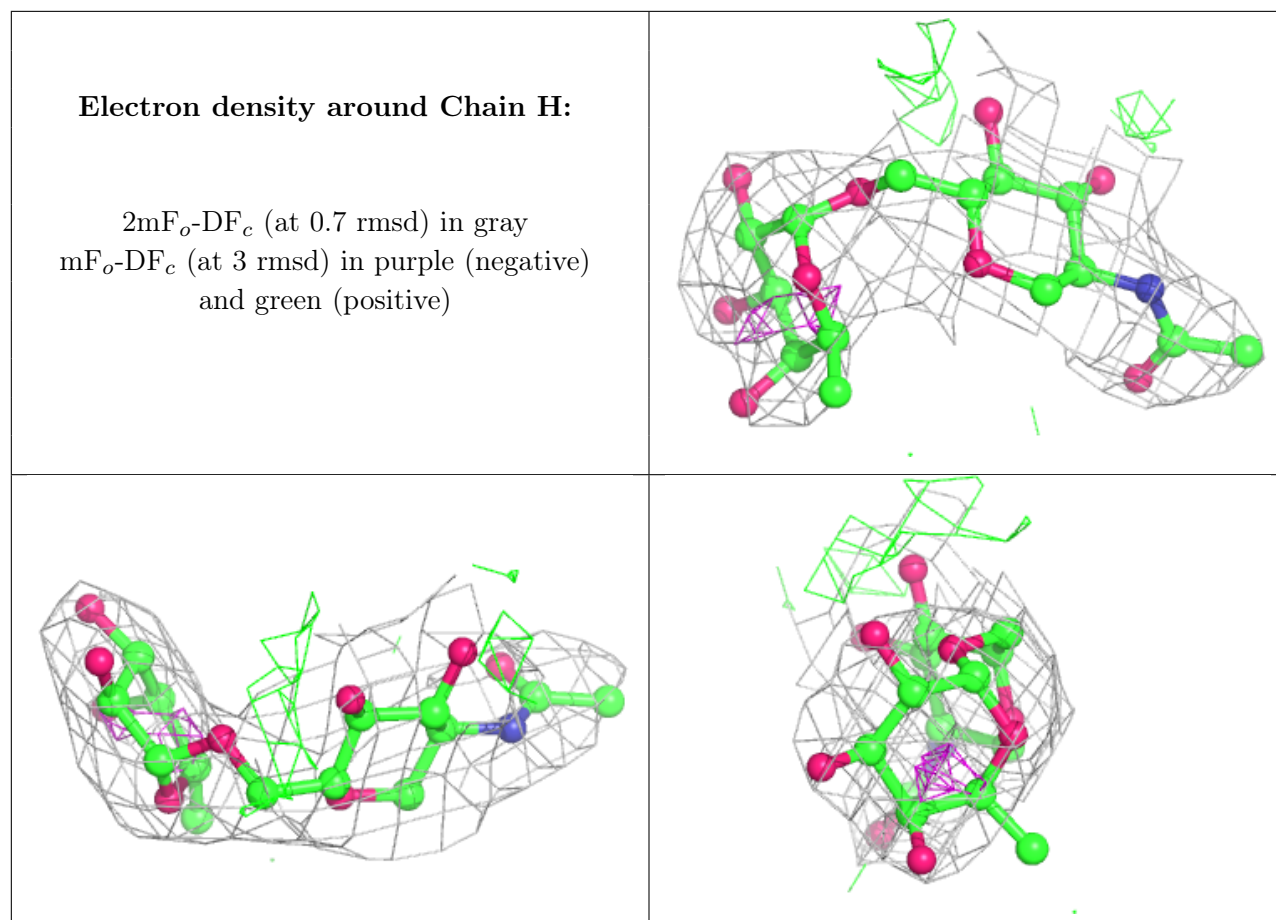 Electron density around Chain H:
2mFₒ-DF𝒸 (at 0.7 rmsd) in gray
mFₒ-DF𝒸 (at 3 rmsd) in purple (negative)
and green (positive)